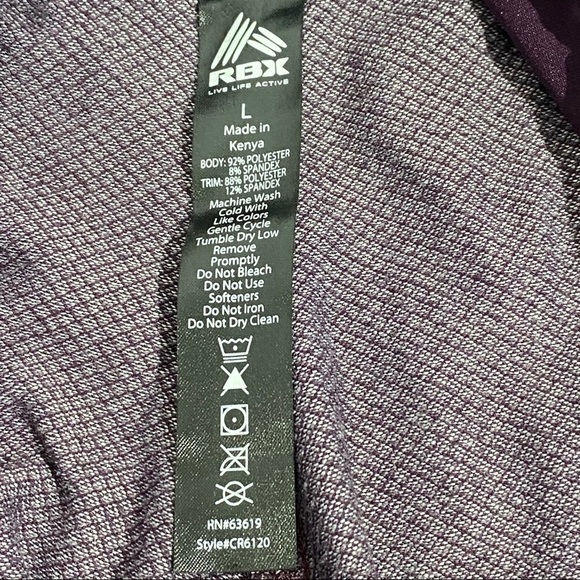 RBX
LIVE LIFE ACTIVE
L
Made in
Kenya
BODY: 92% POLYESTER
8% SPANDEX
TRIM: 88% POLYESTER
12% SPANDEX
Machine Wash
Cold With
Like Colors
Gentle Cycle
Tumble Dry Low
Remove
Promptly
Do Not Bleach
Do Not Use
Softeners
Do Not Iron
Do Not Dry Clean
RN#63619
Style#CR6120